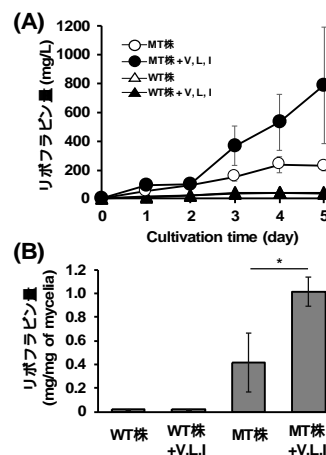 (A)
リボフラビン量 (mg/L)
1200
1000
800
600
400
200
0
MT株
MT株+V, L, I
WT株
WT株+V, L, I
0 1 2 3 4 5
Cultivation time (day)
(B)
リボフラビン量
(mg/mg of mycelia)
1.2
1.0
0.8
0.6
0.4
0.2
0.0
*
WT株
WT株
+V.L.I
MT株
MT株
+V.L.I